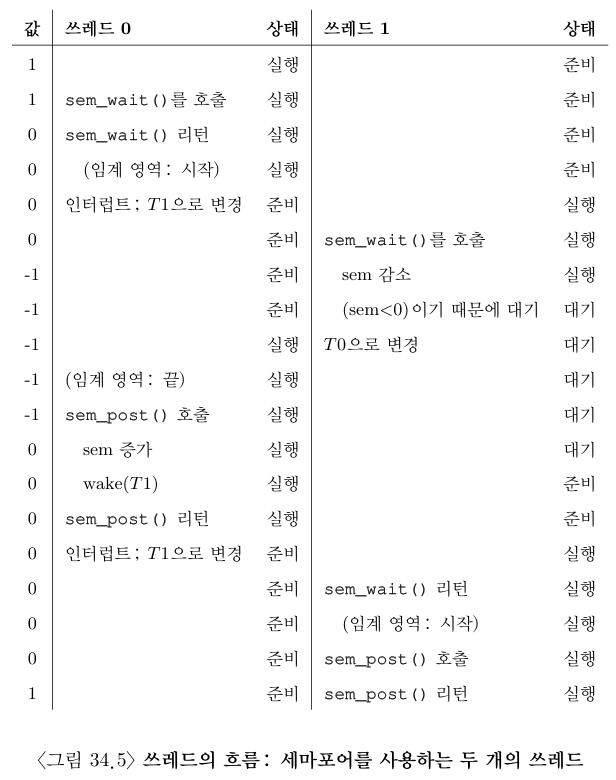 값 쓰레드 0 상태 쓰레드 1 상태
1 실행 준비
1 sem_wait()를 호출 실행 준비
0 sem_wait() 리턴 실행 준비
0 (임계 영역: 시작) 실행 준비
0 인터럽트; T1으로 변경 준비 실행
0 준비 sem_wait()를 호출 실행
-1 준비 sem 감소 실행
-1 준비 (sem<0)이기 때문에 대기 대기
-1 실행 T0으로 변경 대기
-1 (임계 영역: 끝) 실행 대기
-1 sem_post() 호출 실행 대기
0 sem 증가 실행 대기
0 wake(T1) 실행 준비
0 sem_post() 리턴 실행 준비
0 인터럽트; T1으로 변경 준비 실행
0 준비 sem_wait() 리턴 실행
0 준비 (임계 영역: 시작) 실행
0 준비 sem_post() 호출 실행
1 준비 sem_post() 리턴 실행
〈그림 34.5〉 쓰레드의 흐름: 세마포어를 사용하는 두 개의 쓰레드